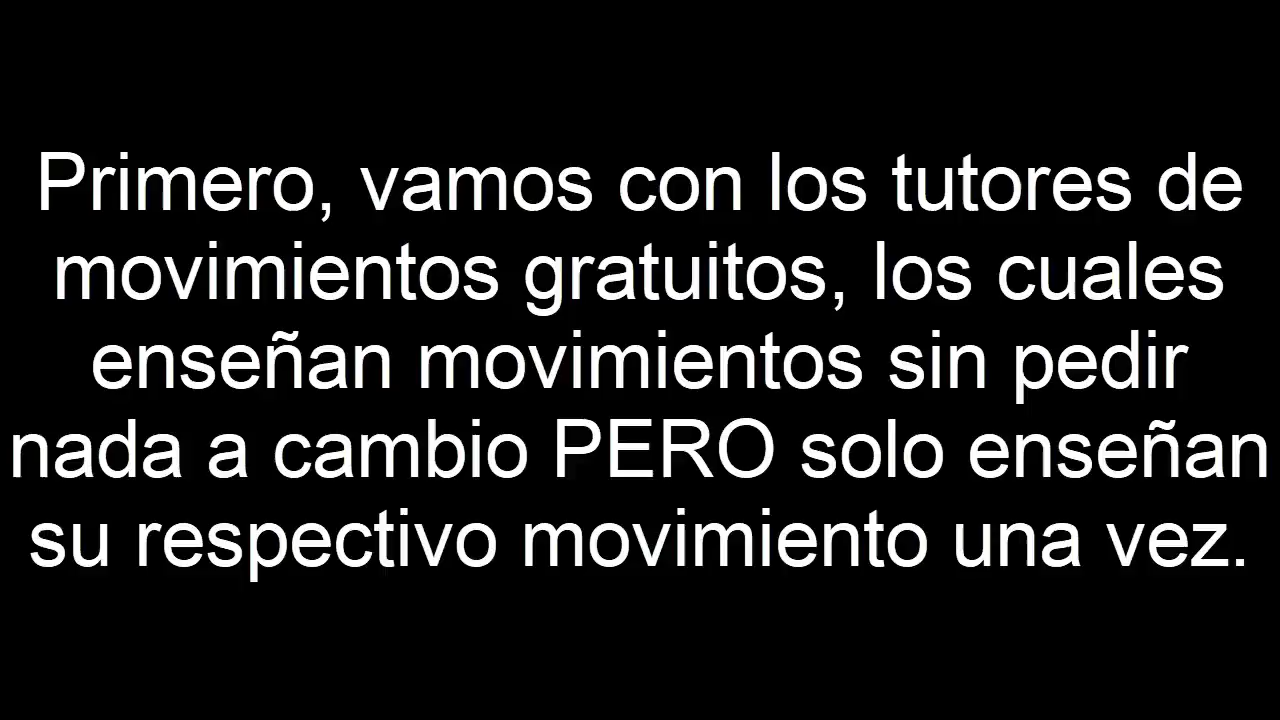 Primero, vamos con los tutores de
movimientos gratuitos, los cuales
enseñan movimientos sin pedir
nada a cambio PERO solo enseñan
su respectivo movimiento una vez.